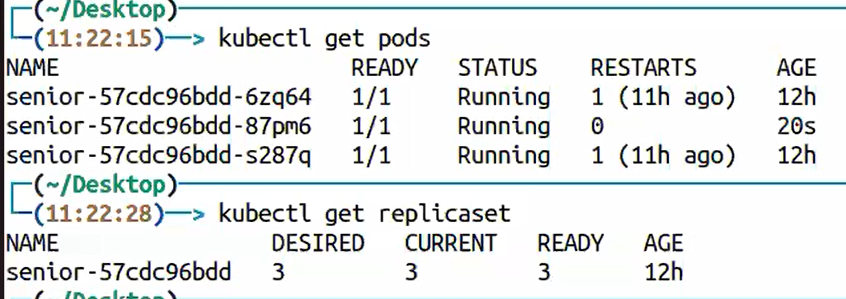 (~/Desktop)
(11:22:15)—> kubectl get pods
NAME READY STATUS RESTARTS AGE
senior-57cdc96bdd-6zq64 1/1 Running 1 (11h ago) 12h
senior-57cdc96bdd-87pm6 1/1 Running 0 20s
senior-57cdc96bdd-s287q 1/1 Running 1 (11h ago) 12h
(~/Desktop)
(11:22:28)—> kubectl get replicaset
NAME DESIRED CURRENT READY AGE
senior-57cdc96bdd 3 3 3 12h
(~/Desktop)